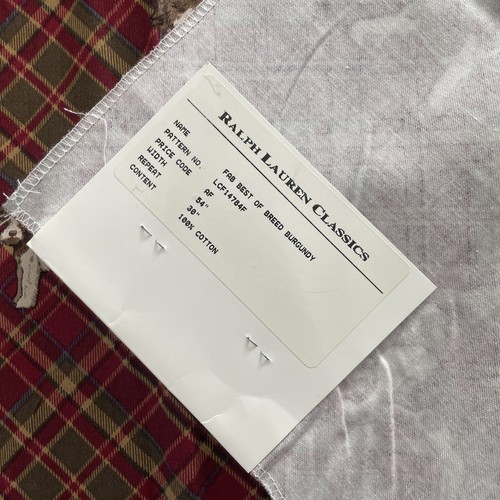 RALPH LAUREN CLASSICS
NAME FAB BEST OF BREED BURGUNDY
PATTERN NO. LCF14784F
PRICE CODE AF
WIDTH 54"
REPEAT 30"
CONTENT 100% COTTON